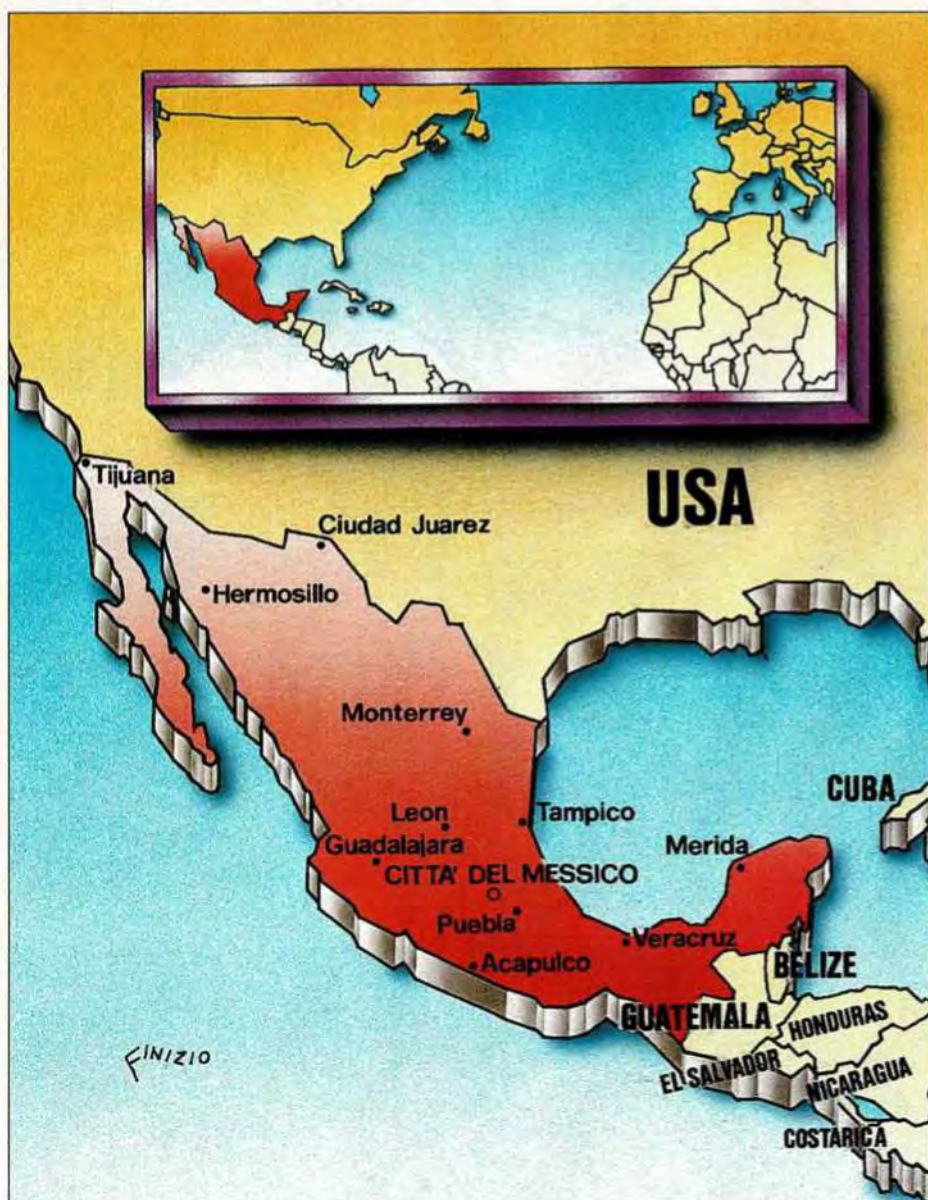 USA
Tijuana
Ciudad Juarez
Hermosillo
Monterrey
CUBA
Leon
Tampico
Guadalajara
Merida
CITTA' DEL MESSICO
Puebla
Veracruz
Acapulco
BELIZE
GUATEMALA
HONDURAS
FINIZIO
EL SALVADOR
NICARAGUA
COSTARICA